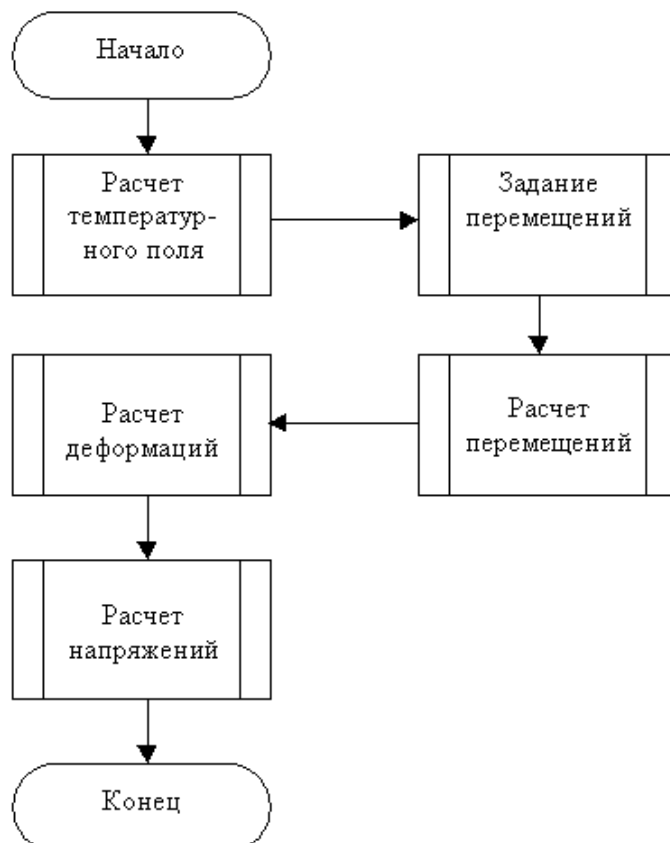 Начало
Расчет
температур-
ного поля
Задание
перемещений
Расчет
перемещений
Расчет
деформаций
Расчет
напряжений
Конец